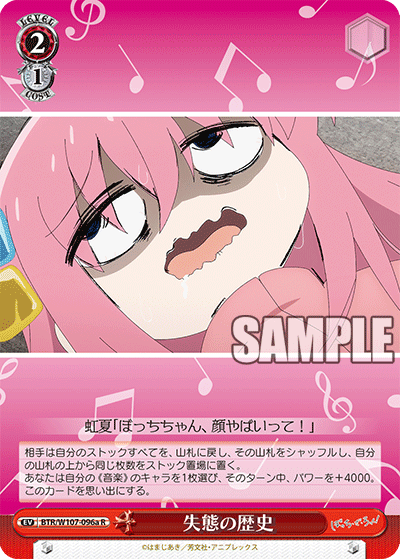 LEVEL
2
1
COST
SAMPLE
虹夏「ぼっちちゃん、顔やばいって！」
相手は自分のストックすべてを、山札に戻し、その山札をシャッフルし、自分
の山札の上から同じ枚数をストック置場に置く。
あなたは自分の《音楽》のキャラを1枚選び、そのターン中、パワーを+4000。
このカードを思い出にする。
EV BTR/W107-096a R
失態の歴史
ぼっち・ざ・ろっく!
©はまじあき／芳文社・アニプレックス